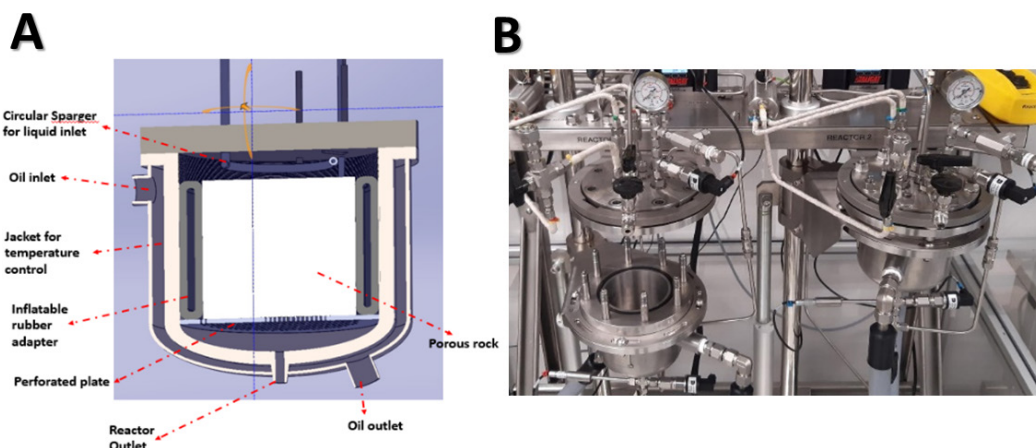 A
B
Circular Sparger
for liquid inlet
Oil inlet
Jacket for
temperature
control
Inflatable
rubber
adapter
Perforated plate
Reactor
Outlet
Oil outlet
Porous rock
REACTOR
REACTOR 2